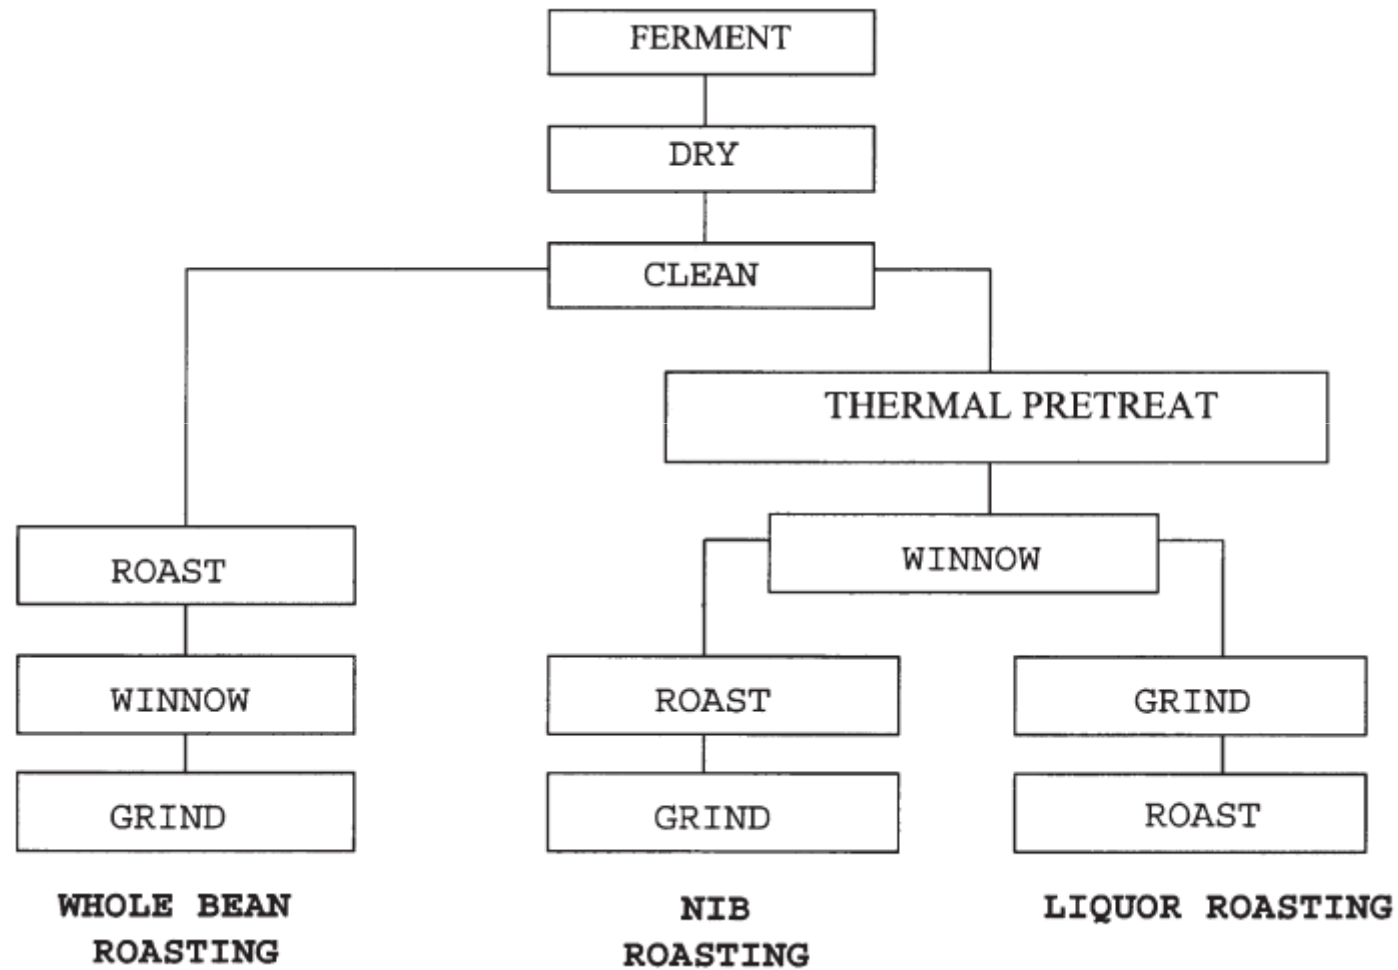 FERMENT
DRY
CLEAN
THERMAL PRETREAT
WINNOW
ROAST
WINNOW
GRIND
ROAST
GRIND
GRIND
ROAST
WHOLE BEAN
ROASTING
NIB
ROASTING
LIQUOR ROASTING